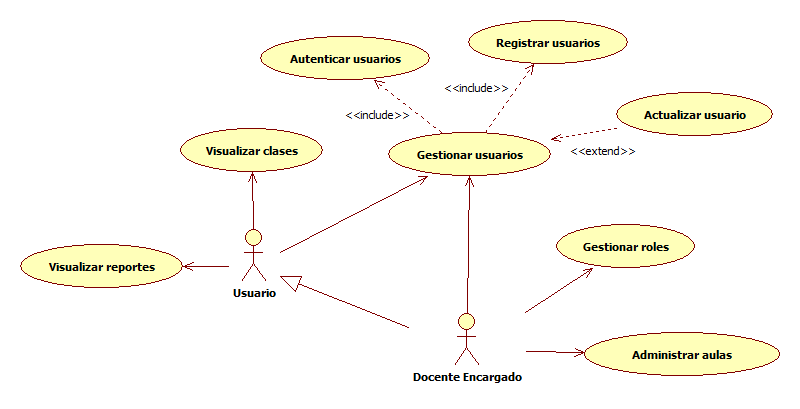 Registrar usuarios
Autenticar usuarios
<<include>>
<<include>>
Actualizar usuario
Visualizar clases
Gestionar usuarios
<<extend>>
Gestionar roles
Visualizar reportes
Usuario
Administrar aulas
Docente Encargado